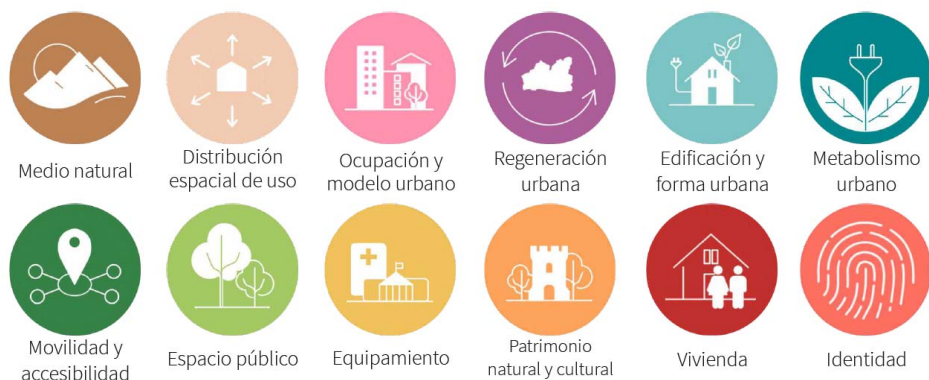 Medio natural
Distribución
espacial de uso
Ocupación y
modelo urbano
Regeneración
urbana
Edificación y
forma urbana
Metabolismo
urbano
Movilidad y
accesibilidad
Espacio público
Equipamiento
Patrimonio
natural y cultural
Vivienda
Identidad